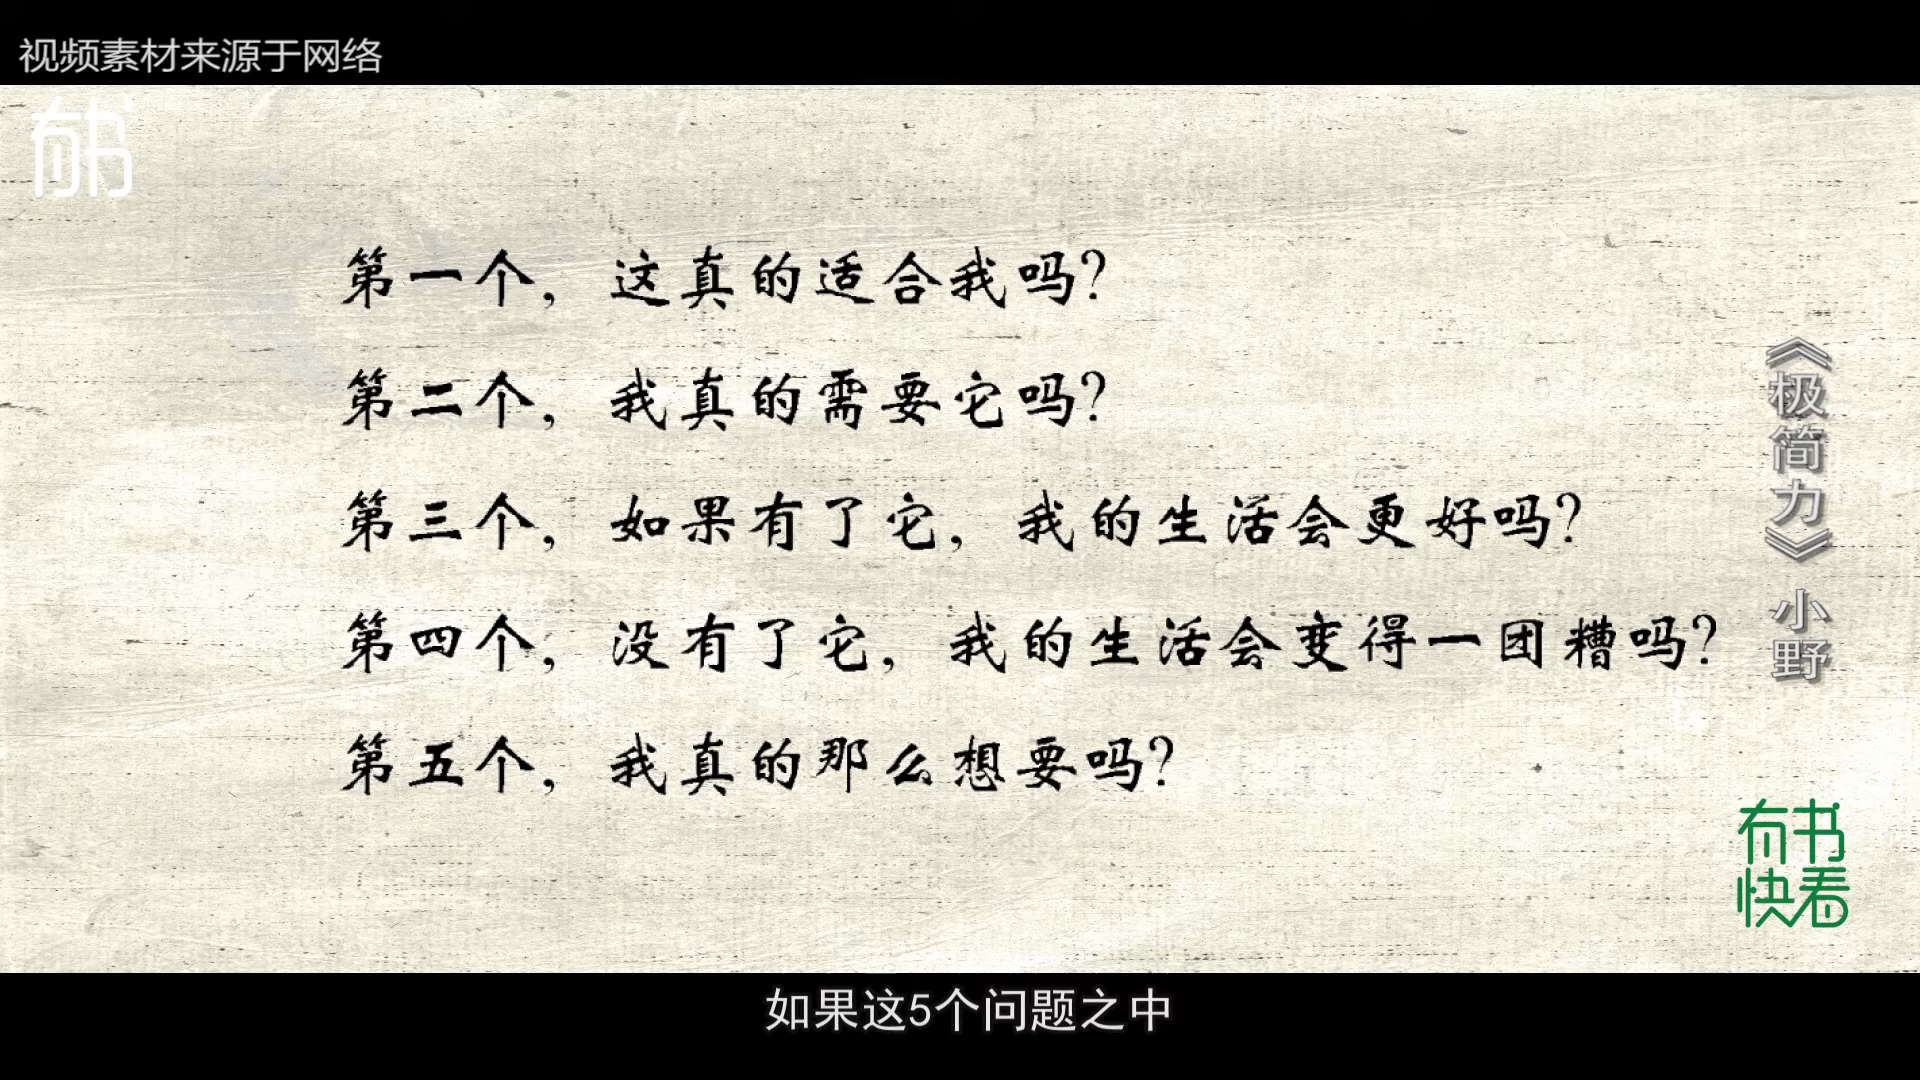 视频素材来源于网络
有书
第一个，这真的适合我吗？
第二个，我真的需要它吗？
第三个，如果有了它，我的生活会更好吗？
第四个，没有了它，我的生活会变得一团糟吗？
第五个，我真的那么想要吗？
《极简力》小野
有书
快看
如果这5个问题之中